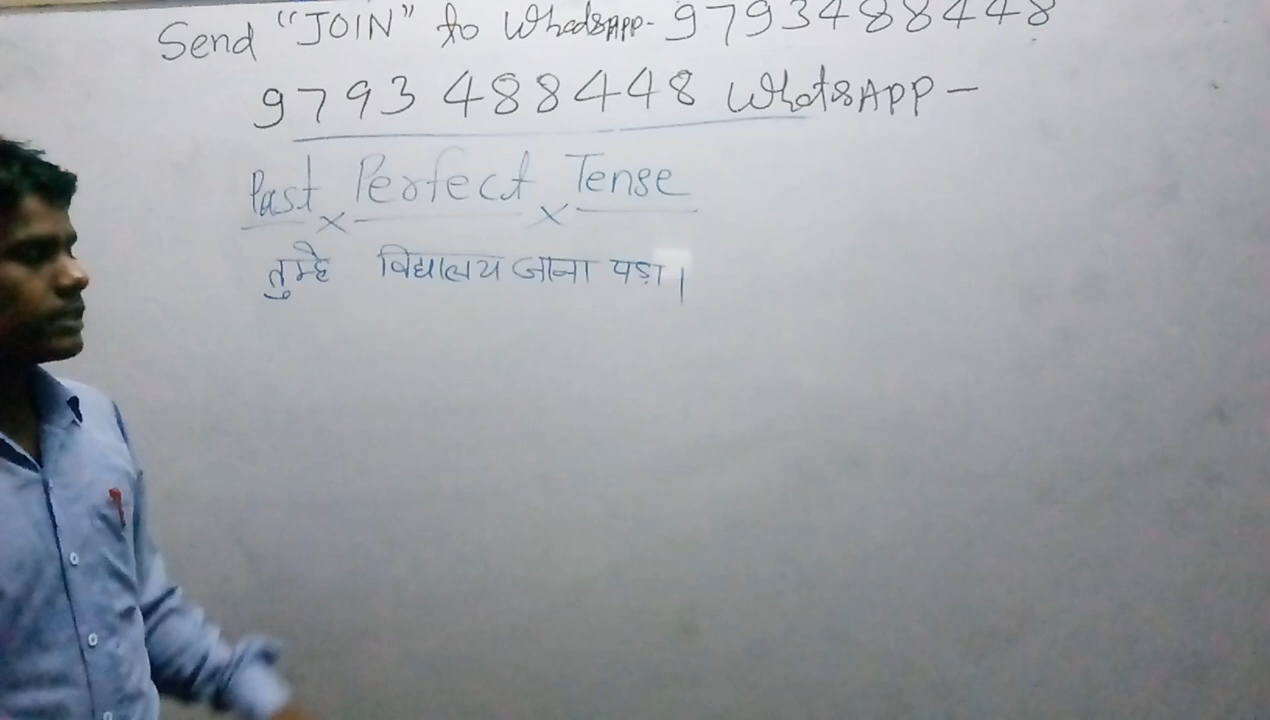 Send "JOIN" to WhatsApp- 9793488448
9793 488448 WhatsApp-
Past × Perfect × Tense
तुम्हे विद्यालय जाना पड़ा।